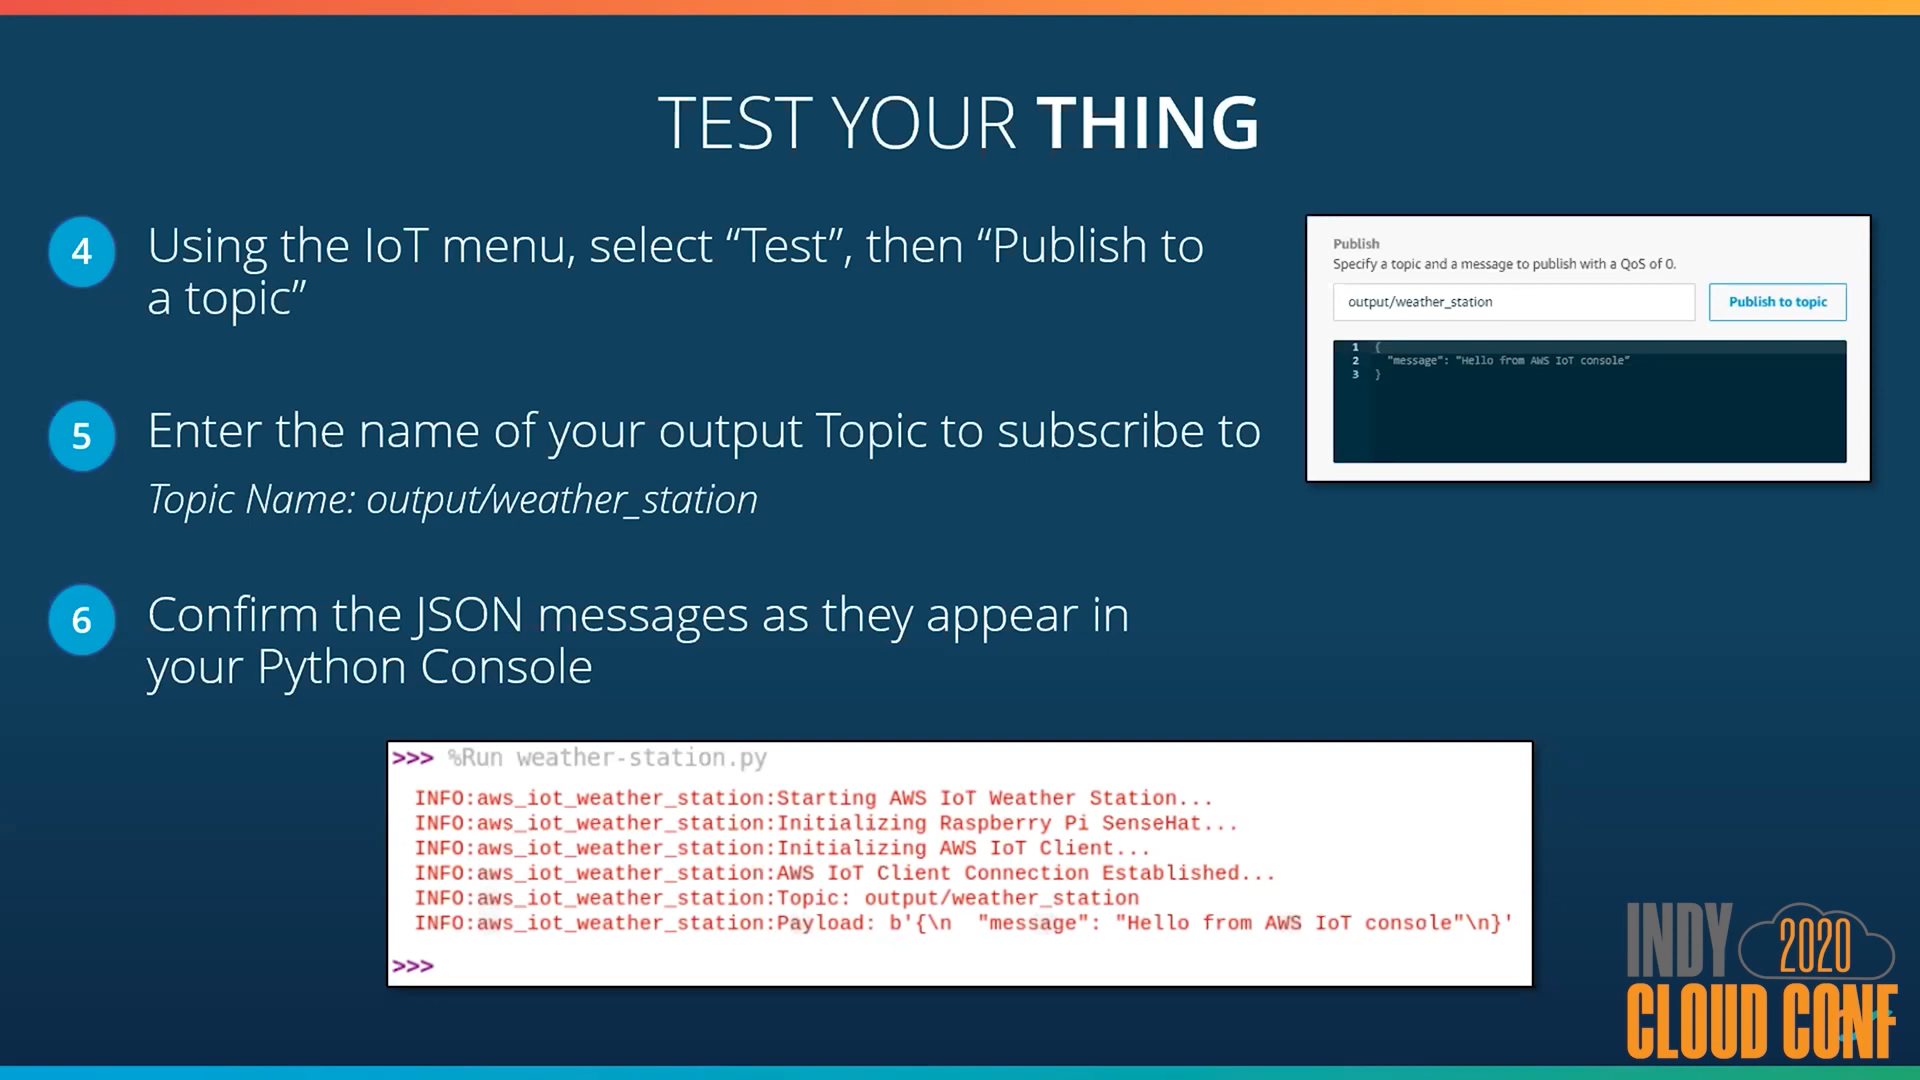 TEST YOUR THING
4
Using the IoT menu, select “Test”, then “Publish to
a topic”
5
Enter the name of your output Topic to subscribe to
Topic Name: output/weather_station
6
Confirm the JSON messages as they appear in
your Python Console
Publish
Specify a topic and a message to publish with a QoS of 0.
output/weather_station
Publish to topic
1 {
2 "message": "Hello from AWS IoT console"
3 }
>>> %Run weather-station.py
INFO:aws_iot_weather_station:Starting AWS IoT Weather Station...
INFO:aws_iot_weather_station:Initializing Raspberry Pi SenseHat...
INFO:aws_iot_weather_station:Initializing AWS IoT Client...
INFO:aws_iot_weather_station:AWS IoT Client Connection Established...
INFO:aws_iot_weather_station:Topic: output/weather_station
INFO:aws_iot_weather_station:Payload: b'{\n  "message": "Hello from AWS IoT console"\n}'
>>>
INDY 2020
CLOUD CONF